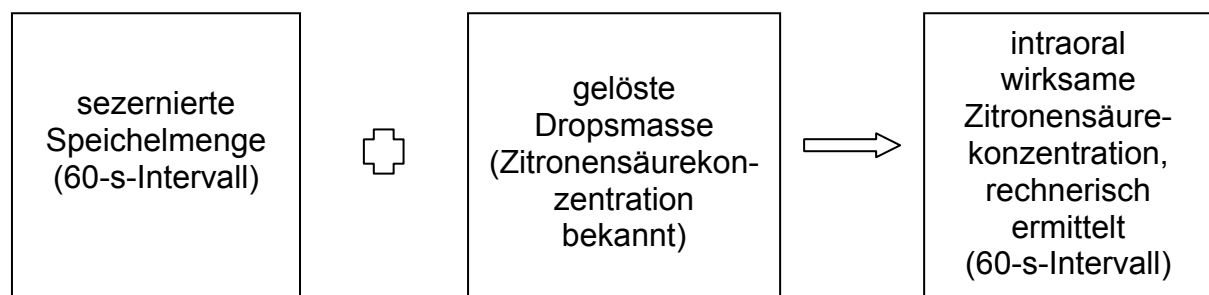 sezernierte
Speichelmenge
(60-s-Intervall)
gelöste
Dropsmasse
(Zitronensäurekon-
zentration
bekannt)
intraoral
wirksame
Zitronensäure-
konzentration,
rechnerisch
ermittelt
(60-s-Intervall)